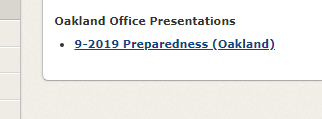 Oakland Office Presentations
• 9-2019 Preparedness (Oakland)